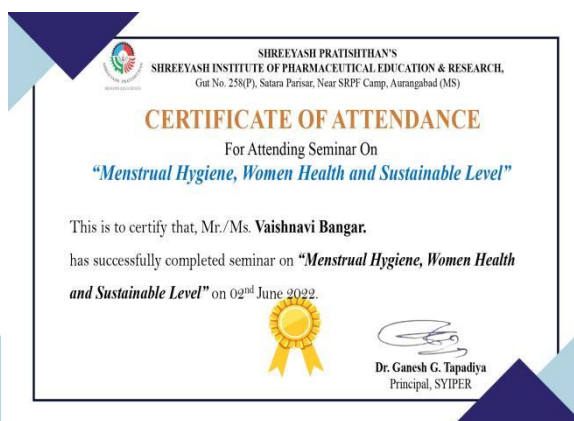 SHREEYASH PRATISHTHAN'S
SHREEYASH INSTITUTE OF PHARMACEUTICAL EDUCATION & RESEARCH,
Gut No. 258(P), Satara Parisar, Near SRPF Camp, Aurangabad (MS)
CERTIFICATE OF ATTENDANCE
For Attending Seminar On
“Menstrual Hygiene, Women Health and Sustainable Level”
This is to certify that, Mr./Ms. Vaishnavi Bangar.
has successfully completed seminar on “Menstrual Hygiene, Women Health
and Sustainable Level” on 02nd June 2022.
Dr. Ganesh G. Tapadiya
Principal, SYIPER